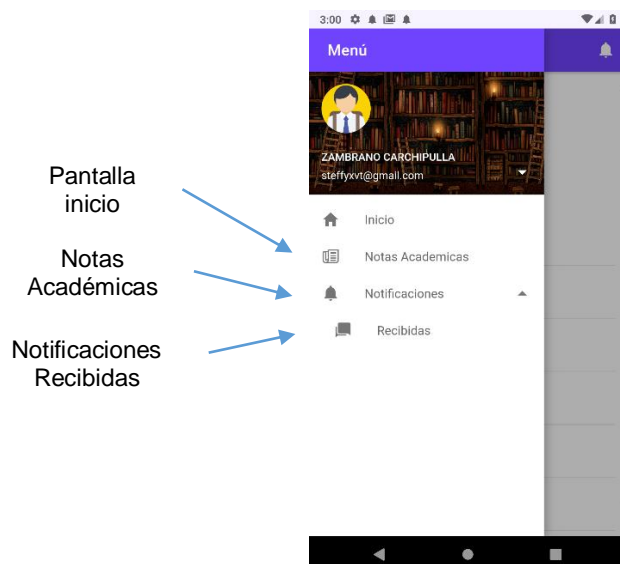 3:00
Menú
ZAMBRANO CARCHIPULLA
steffyxvt@gmail.com
Pantalla
inicio
Inicio
Notas Academicas
Notas
Académicas
Notificaciones
Notificaciones
Recibidas
Recibidas